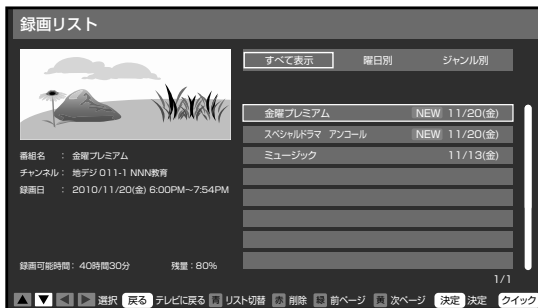 録画リスト
すべて表示 曜日別 ジャンル別
金曜プレミアム NEW 11/20(金)
スペシャルドラマ アンコール NEW 11/20(金)
ミュージック 11/13(金)
番組名 : 金曜プレミアム
チャンネル : 地デジ 011-1 NNN教育
録画日 : 2010/11/20(金) 6:00PM〜7:54PM
録画可能時間: 40時間30分 残量:80%
1/1
▲ ▼ ◀ ▶ 選択 戻る テレビに戻る 青 リスト切替 赤 削除 緑 前ページ 黄 次ページ 決定 決定 クイック